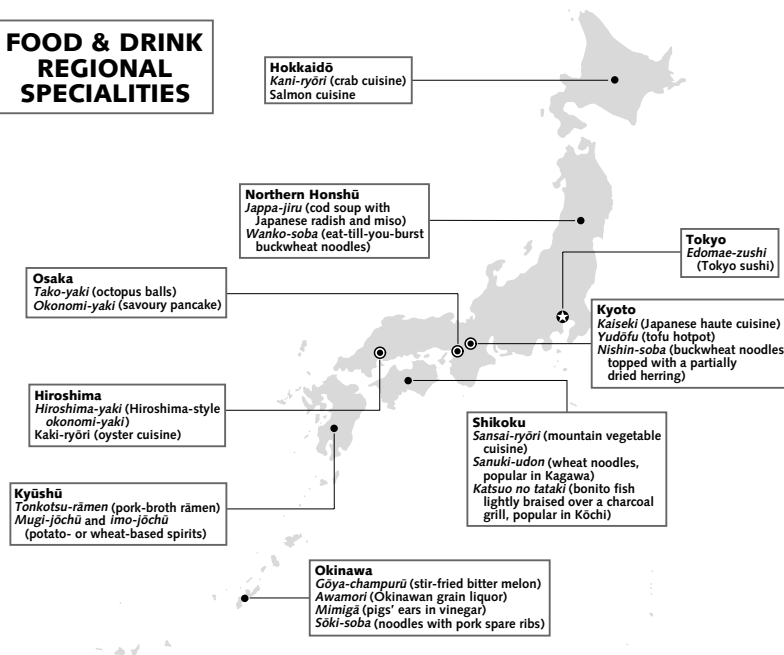 FOOD & DRINK
REGIONAL
SPECIALITIES
Hokkaidō
Kani-ryōri (crab cuisine)
Salmon cuisine
Northern Honshū
Jappa-jiru (cod soup with
Japanese radish and miso)
Wanko-soba (eat-till-you-burst
buckwheat noodles)
Tokyo
Edomae-zushi
(Tokyo sushi)
Osaka
Tako-yaki (octopus balls)
Okonomi-yaki (savoury pancake)
Kyoto
Kaiseki (Japanese haute cuisine)
Yudōfu (tofu hotpot)
Nishin-soba (buckwheat noodles
topped with a partially
dried herring)
Hiroshima
Hiroshima-yaki (Hiroshima-style
okonomi-yaki)
Kaki-ryōri (oyster cuisine)
Shikoku
Sansai-ryōri (mountain vegetable
cuisine)
Sanuki-udon (wheat noodles,
popular in Kagawa)
Katsuo no tataki (bonito fish
lightly braised over a charcoal
grill, popular in Kōchi)
Kyūshū
Tonkotsu-rāmen (pork-broth rāmen)
Mugi-jōchū and imo-jōchū
(potato- or wheat-based spirits)
Okinawa
Gōya-champurū (stir-fried bitter melon)
Awamori (Okinawan grain liquor)
Mimigā (pigs' ears in vinegar)
Sōki-soba (noodles with pork spare ribs)